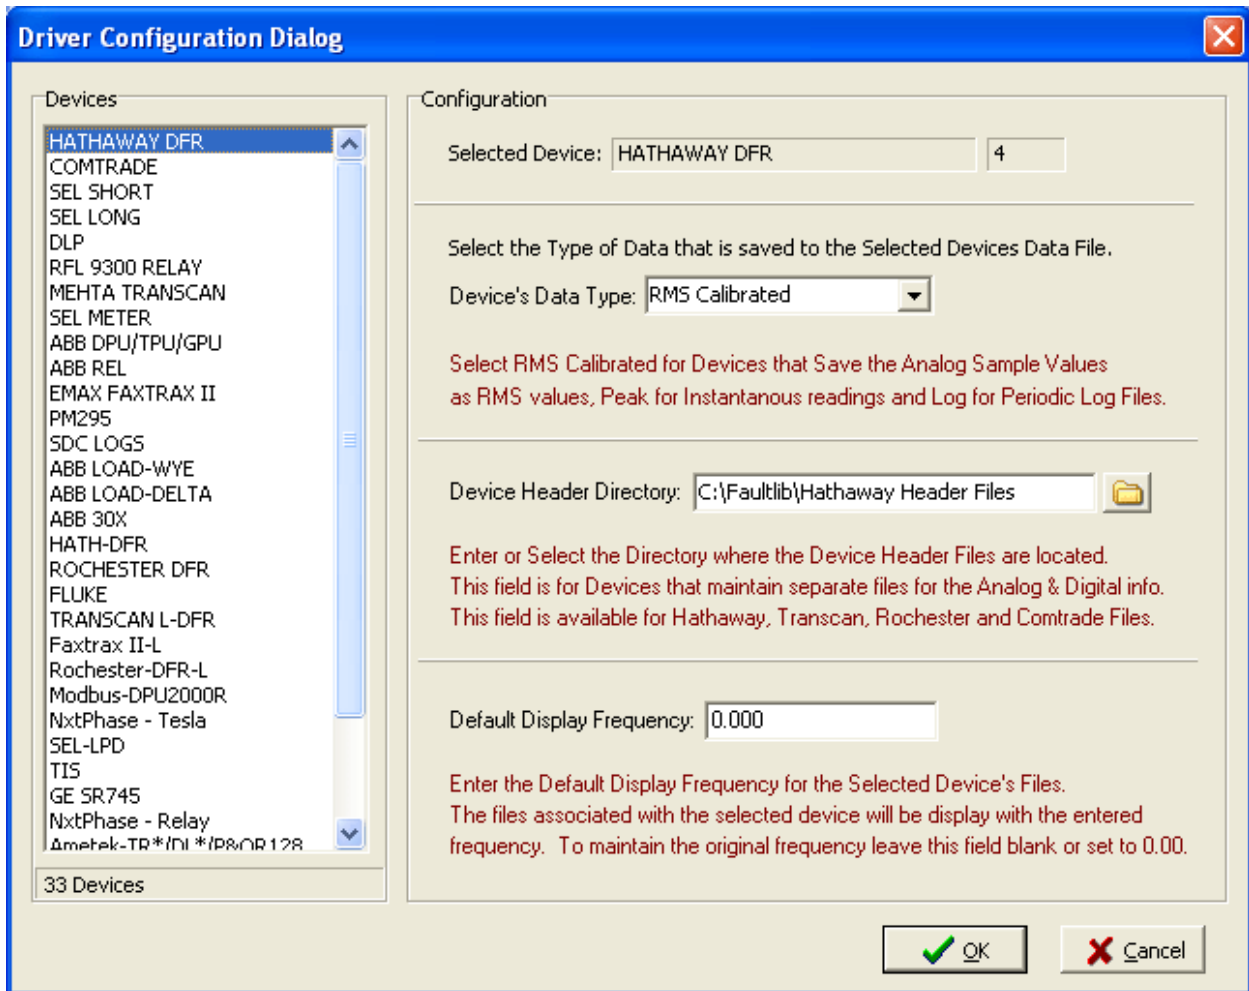 Driver Configuration Dialog
Devices
HATHAWAY DFR
COMTRADE
SEL SHORT
SEL LONG
DLP
RFL 9300 RELAY
MEHTA TRANSCAN
SEL METER
ABB DPU/TPU/GPU
ABB REL
EMAX FAXTRAX II
PM295
SDC LOGS
ABB LOAD-WYE
ABB LOAD-DELTA
ABB 30X
HATH-DFR
ROCHESTER DFR
FLUKE
TRANSCAN L-DFR
Faxtrax II-L
Rochester-DFR-L
Modbus-DPU2000R
NxtPhase - Tesla
SEL-LPD
TIS
GE SR745
NxtPhase - Relay
Ametek-TR*/DL*/P&QR128
33 Devices
Configuration
Selected Device: HATHAWAY DFR 4
Select the Type of Data that is saved to the Selected Devices Data File.
Device's Data Type: RMS Calibrated
Select RMS Calibrated for Devices that Save the Analog Sample Values
as RMS values, Peak for Instantanous readings and Log for Periodic Log Files.
Device Header Directory: C:\Faultlib\Hathaway Header Files
Enter or Select the Directory where the Device Header Files are located.
This field is for Devices that maintain separate files for the Analog & Digital info.
This field is available for Hathaway, Transcan, Rochester and Comtrade Files.
Default Display Frequency: 0.000
Enter the Default Display Frequency for the Selected Device's Files.
The files associated with the selected device will be display with the entered
frequency. To maintain the original frequency leave this field blank or set to 0.00.
OK
Cancel